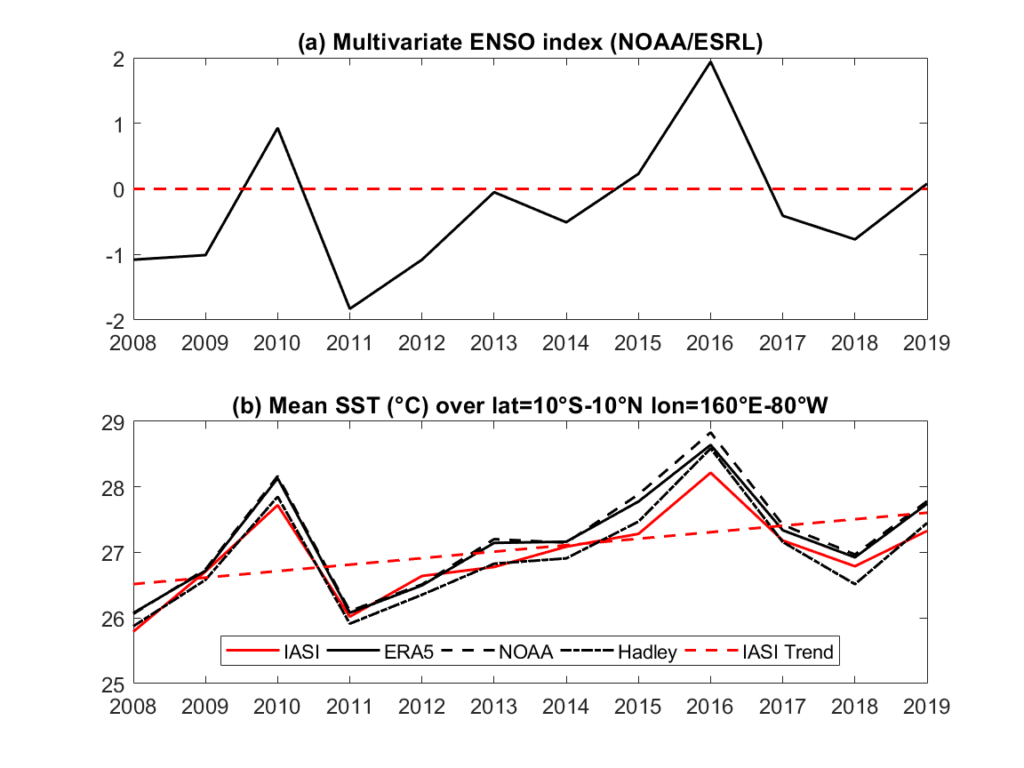 (a) Multivariate ENSO index (NOAA/ESRL)
2
1
0
-1
-2
2008 2009 2010 2011 2012 2013 2014 2015 2016 2017 2018 2019
(b) Mean SST (°C) over lat=10°S-10°N lon=160°E-80°W
29
28
27
26
25
IASI ERA5 NOAA Hadley IASI Trend
2008 2009 2010 2011 2012 2013 2014 2015 2016 2017 2018 2019